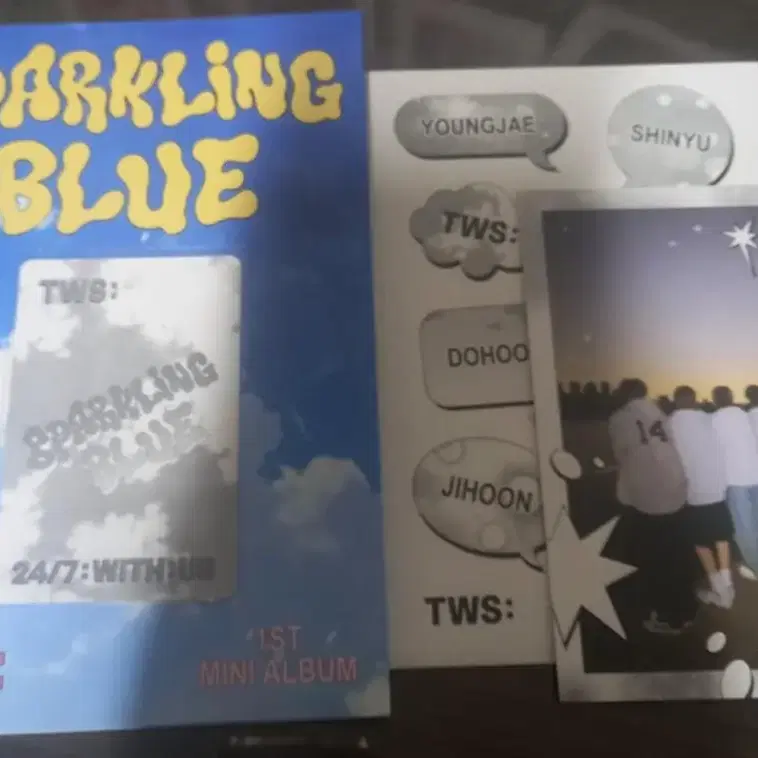 PARKLiNG
BLUE
TWS:
SPARKLING
BLUE
24/7:WITH:US
1ST
MINI ALBUM
YOUNGJAE
SHINYU
TWS:
DOHOO
JIHOON
TWS:
14